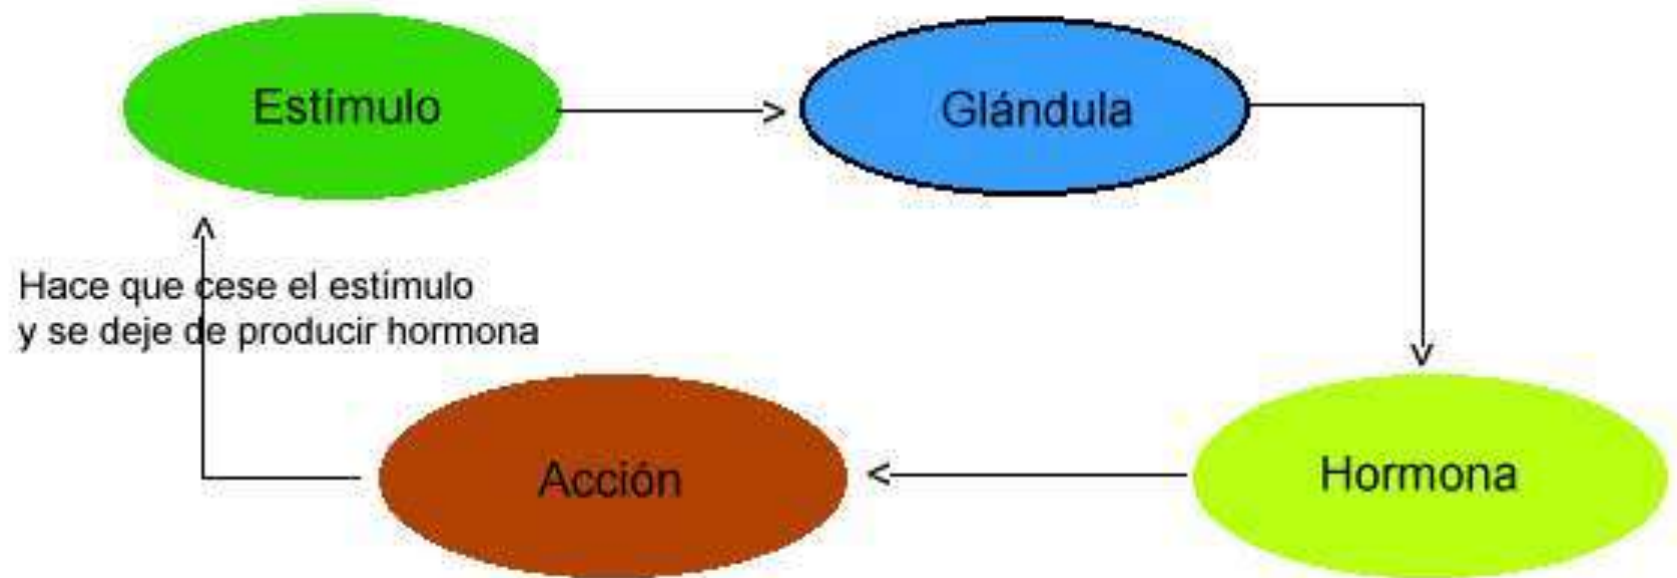 Estímulo
Glándula
Hace que cese el estímulo
y se deje de producir hormona
Acción
Hormona